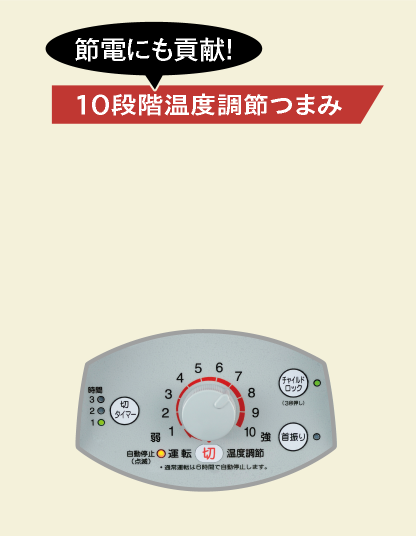 節電にも貢献!
10段階温度調節つまみ
1 2 3 4 5 6 7 8 9 10
弱 強
時間
3
2
1
切
タイマー
チャイルド
ロック
(3秒押し)
首振り
自動停止
(点滅)
運転 切 温度調節
・通常運転は8時間で自動停止します。